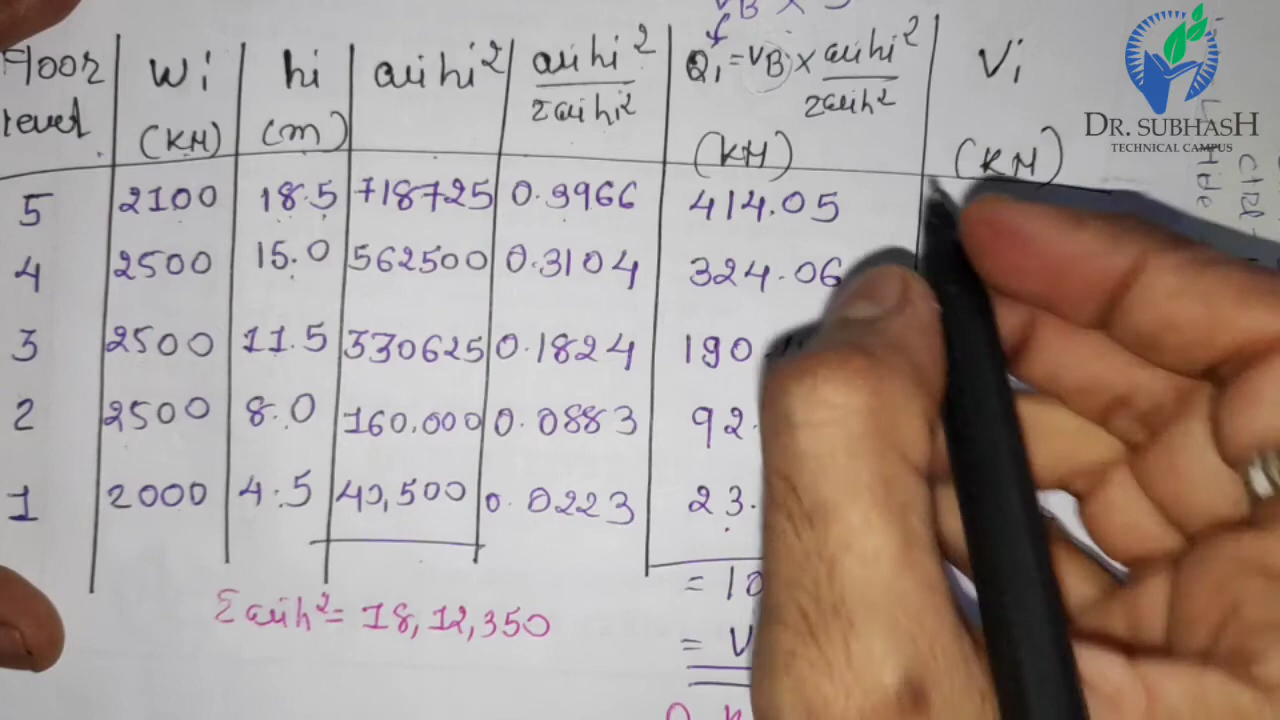 Floor level | Wi (KN) | hi (m) | wihi² | wihi² / Σwihi² | Qi = VB × wihi² / Σwih² (KN) | Vi (KN)
5 | 2100 | 18.5 | 718725 | 0.3966 | 414.05
4 | 2500 | 15.0 | 562500 | 0.3104 | 324.06
3 | 2500 | 11.5 | 330625 | 0.1824 | 190
2 | 2500 | 8.0 | 160,000 | 0.0883 | 92.
1 | 2000 | 4.5 | 40,500 | 0.0223 | 23.
= 10
Σwih² = 18,12,350
= V
DR. SUBHASH
TECHNICAL CAMPUS